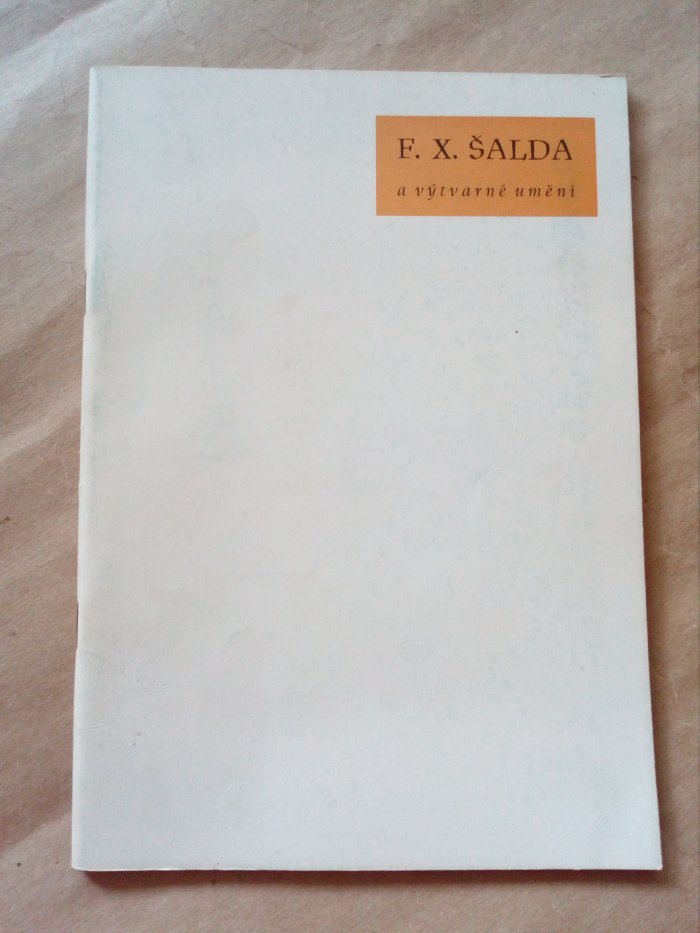 F. X. ŠALDA
a výtvarné umění